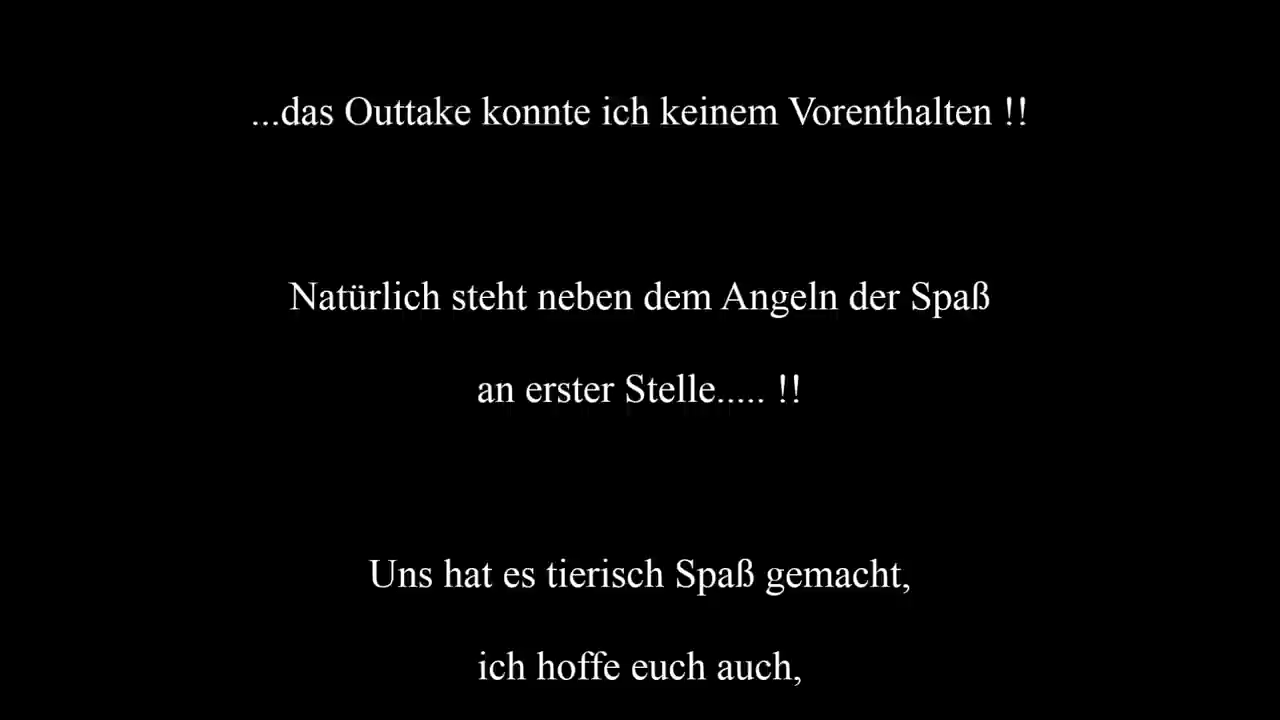 ...das Outtake konnte ich keinem Vorenthalten !!
Natürlich steht neben dem Angeln der Spaß
an erster Stelle..... !!
Uns hat es tierisch Spaß gemacht,
ich hoffe euch auch,